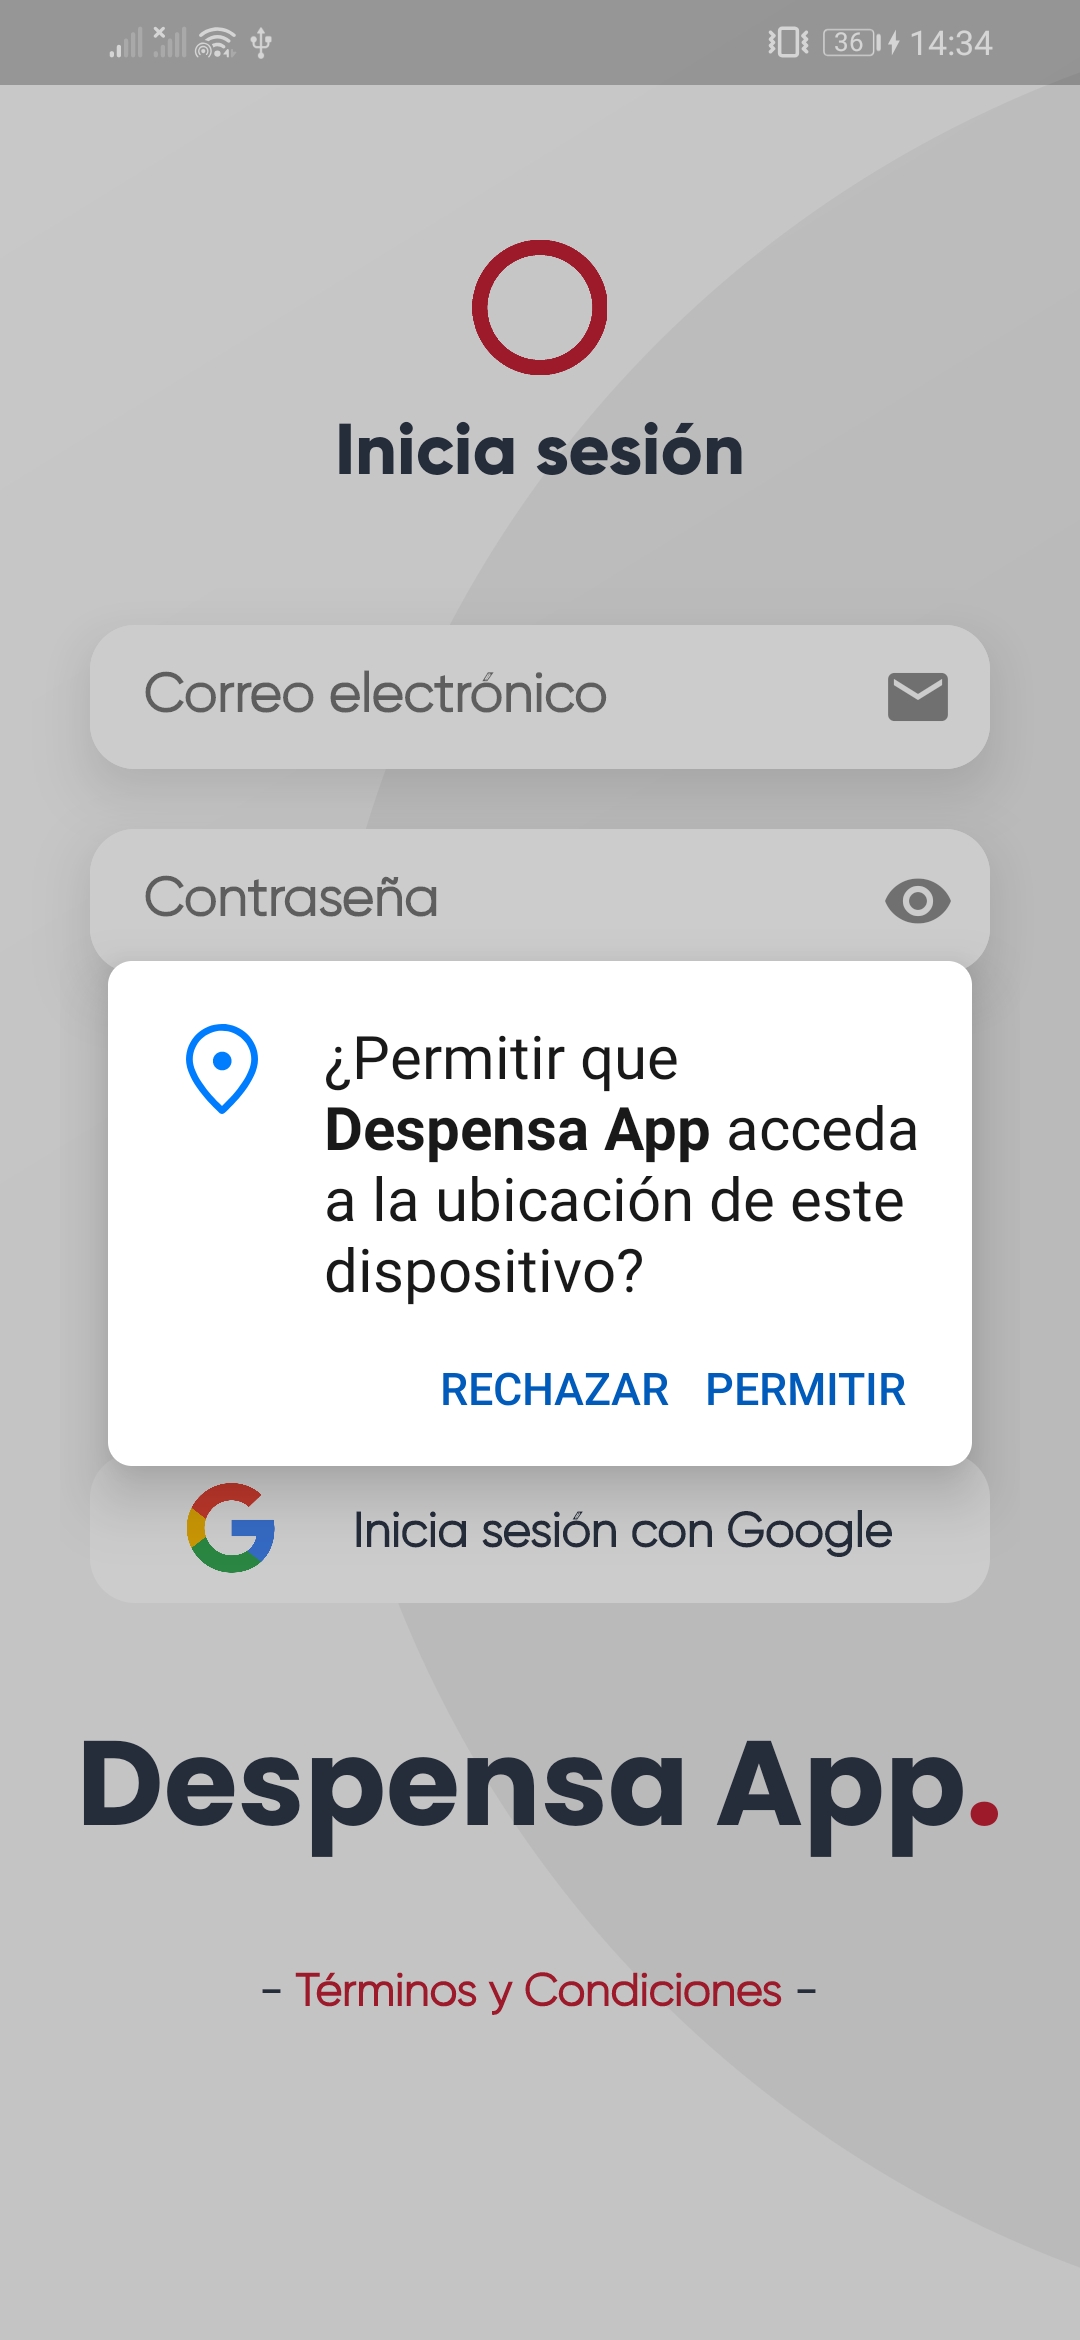 36 14:34
Inicia sesión
Correo electrónico
Contraseña
¿Permitir que
Despensa App acceda
a la ubicación de este
dispositivo?
RECHAZAR PERMITIR
Inicia sesión con Google
Despensa App.
- Términos y Condiciones -